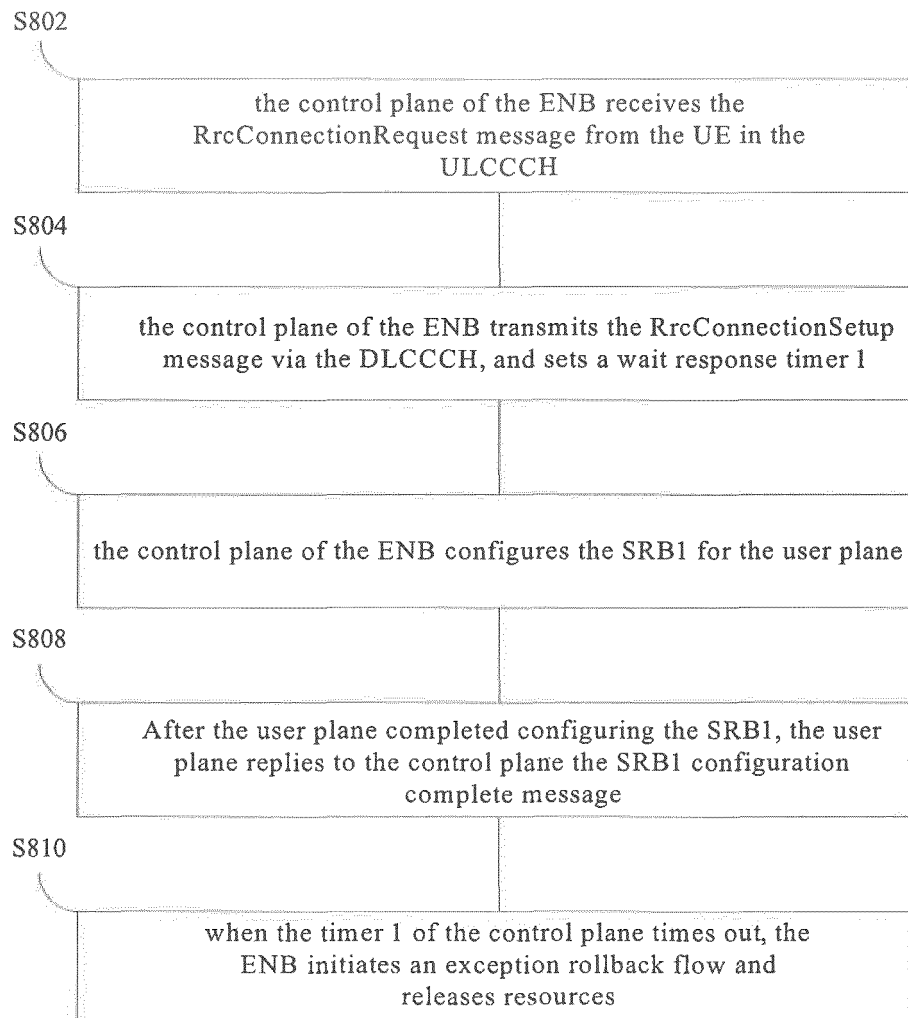 S802
the control plane of the ENB receives the
RrcConnectionRequest message from the UE in the
ULCCCH
S804
the control plane of the ENB transmits the RrcConnectionSetup
message via the DLCCCH, and sets a wait response timer 1
S806
the control plane of the ENB configures the SRB1 for the user plane
S808
After the user plane completed configuring the SRB1, the user
plane replies to the control plane the SRB1 configuration
complete message
S810
when the timer 1 of the control plane times out, the
ENB initiates an exception rollback flow and
releases resources